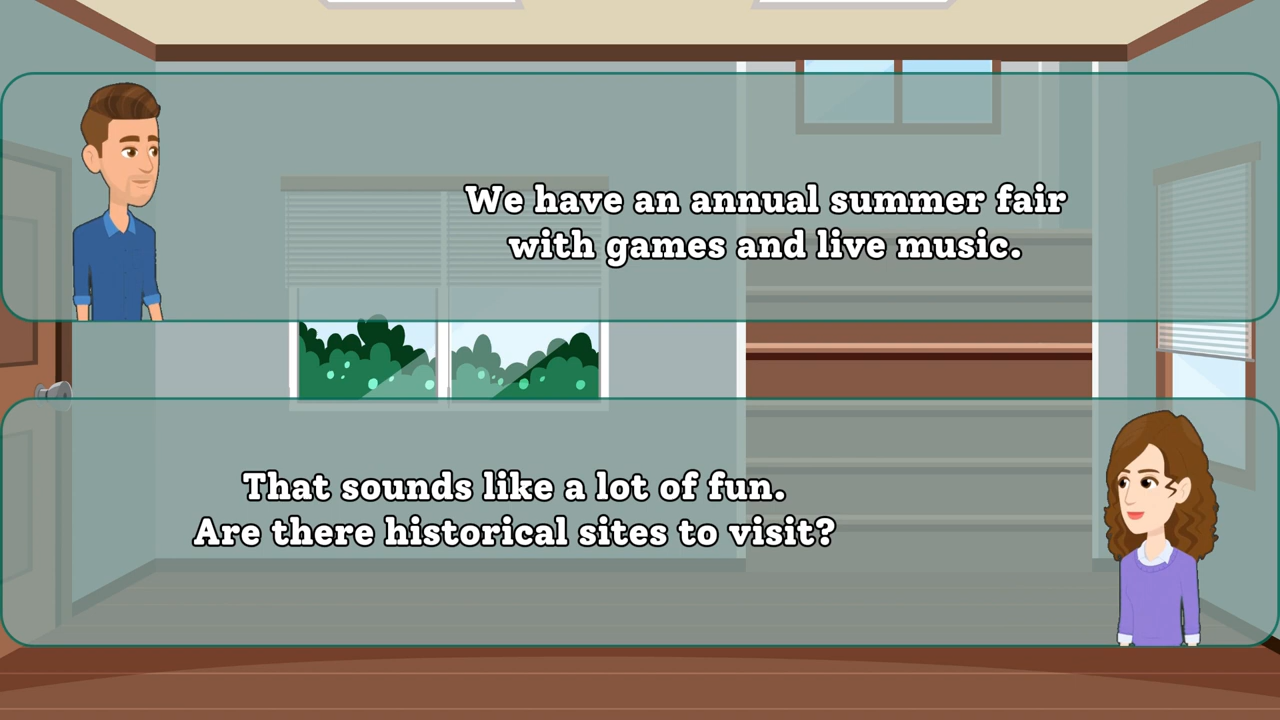 We have an annual summer fair
with games and live music.
That sounds like a lot of fun.
Are there historical sites to visit?